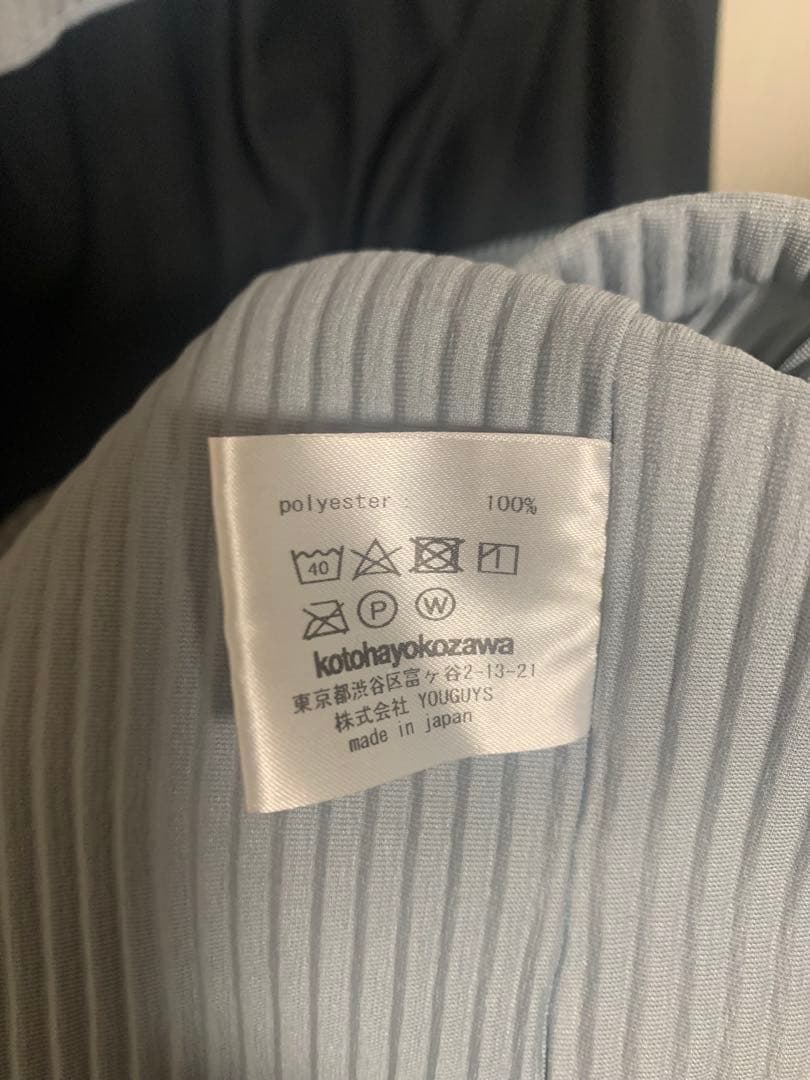 polyester : 100%
40
P W
kotohayokozawa
東京都渋谷区富ヶ谷2-13-21
株式会社 YOUGUYS
made in japan